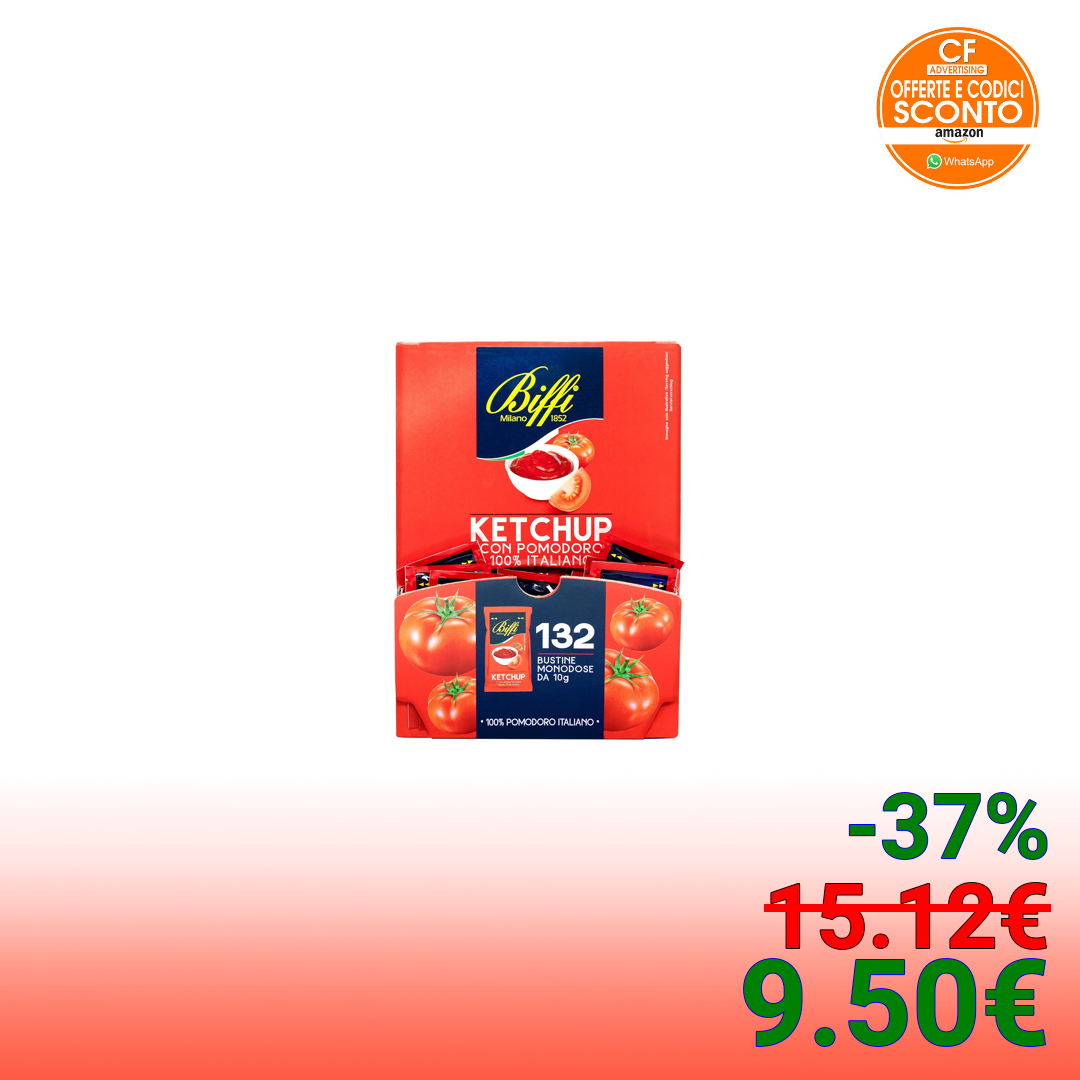 CF
ADVERTISING
OFFERTE E CODICI
SCONTO
amazon
WhatsApp
Biffi
Milano 1852
KETCHUP
CON POMODORO
100% ITALIANO
Biffi
KETCHUP
132
BUSTINE
MONODOSE
DA 10g
• 100% POMODORO ITALIANO •
-37%
15.12€
9.50€